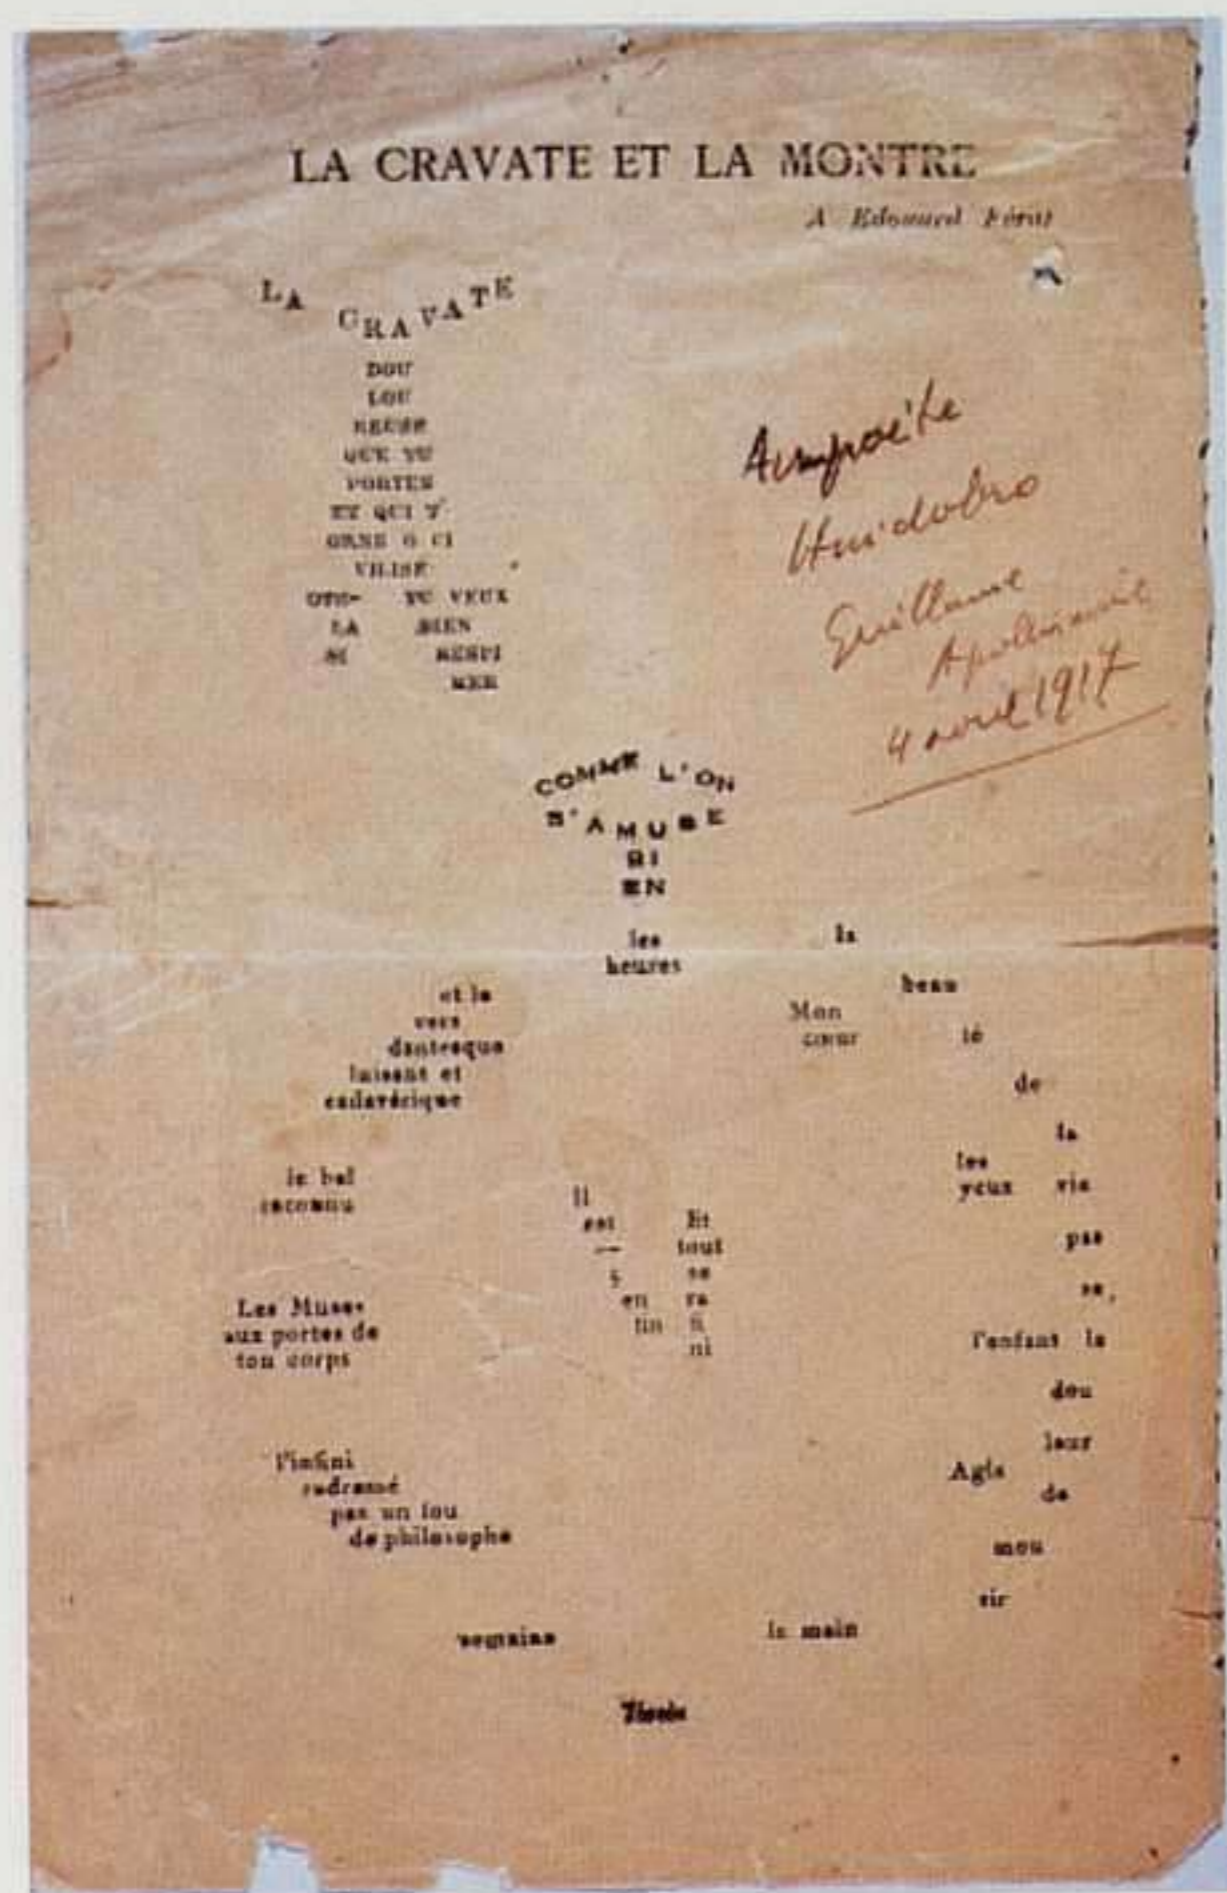 LA CRAVATE ET LA MONTRE
A Edouard Férat
LA CRAVATE
DOU
LOU
REUSE
QUE TU
PORTES
ET QUI T'
ORNE O CI
VILISÉ
OTE- TU VEUX
LA BIEN
SI RESPI
RER
Au poète
Huidobro
Guillaume
Apollinaire
4 avril 1917
COMME L'ON
S'AMUSE
BI
EN
les
heures
la
beau
té
de
la
vie
pas
se,
la
dou
leur
de
mou
rir
Mon
cœur
les
yeux
l'enfant
Agla
la main
Tircis
semaine
l'infini
redressé
par un fou
de philosophe
Les Muses
aux portes de
ton corps
le bel
inconnu
et le
vers
dantesque
luisant et
cadavérique
Il
est
—
5
en
fin
Et
tout
se
ra
fi
ni